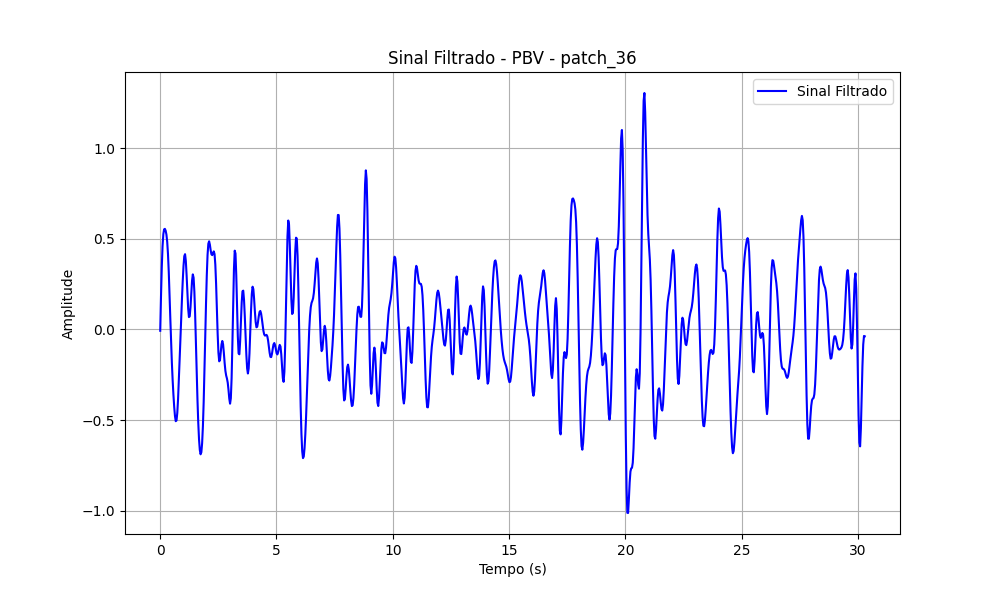 Sinal Filtrado - PBV - patch_36
Sinal Filtrado
Amplitude
1.0
0.5
0.0
−0.5
−1.0
0 5 10 15 20 25 30
Tempo (s)